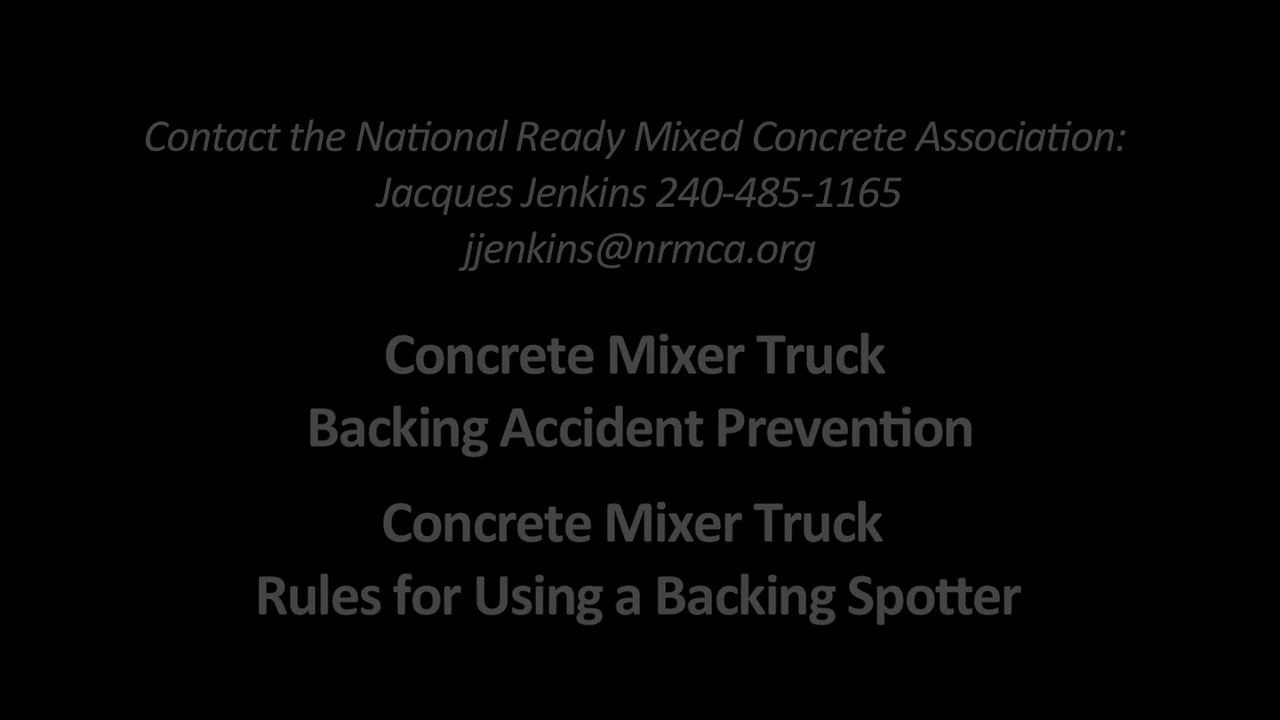 Contact the National Ready Mixed Concrete Association:
Jacques Jenkins 240-485-1165
jjenkins@nrmca.org
Concrete Mixer Truck
Backing Accident Prevention
Concrete Mixer Truck
Rules for Using a Backing Spotter